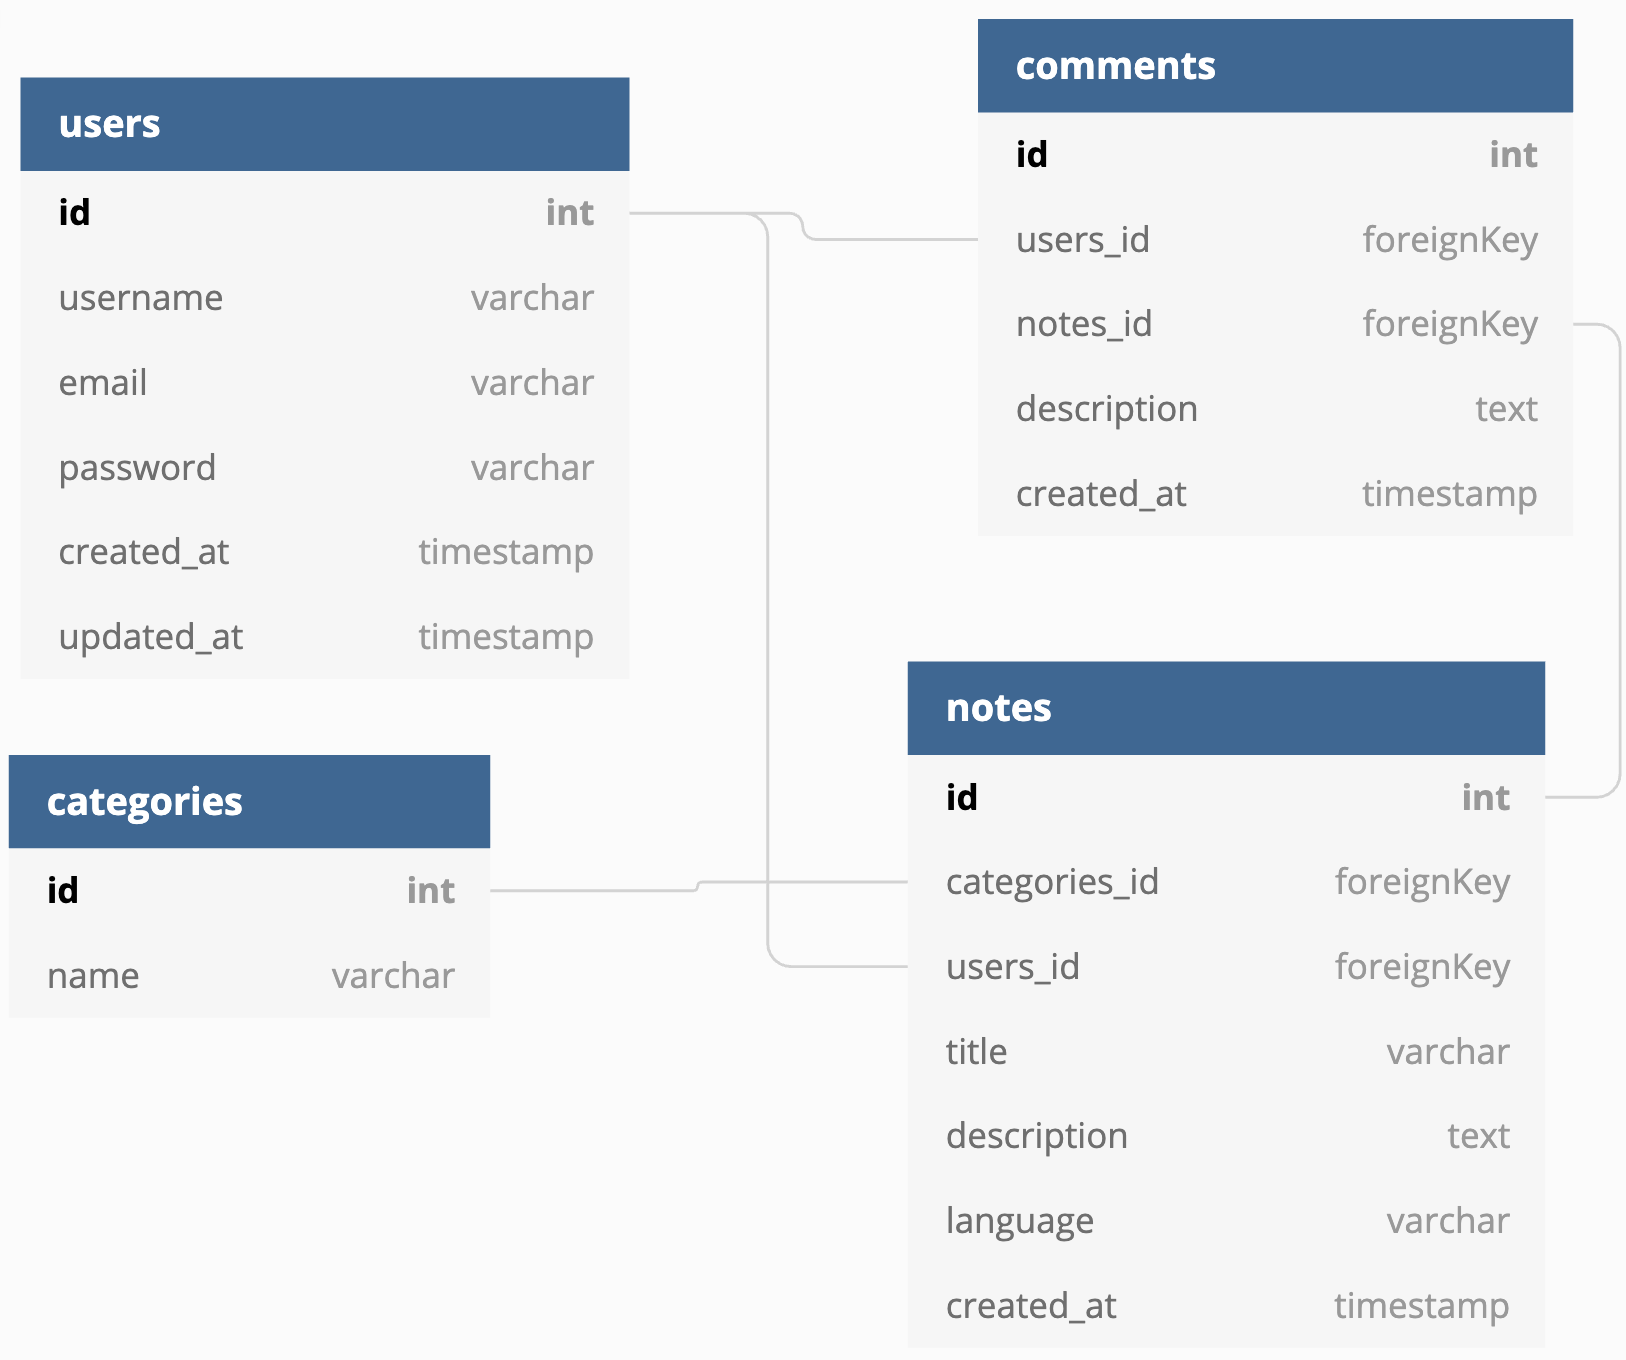 users
id int
username varchar
email varchar
password varchar
created_at timestamp
updated_at timestamp
comments
id int
users_id foreignKey
notes_id foreignKey
description text
created_at timestamp
categories
id int
name varchar
notes
id int
categories_id foreignKey
users_id foreignKey
title varchar
description text
language varchar
created_at timestamp